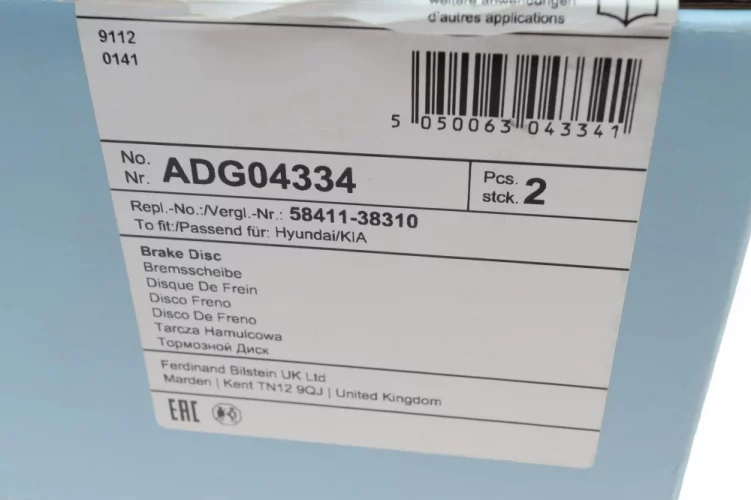 weitere anwendungen
d'autres applications
9112
0141
5 050063 043341
No.
Nr. ADG04334
Pcs.
stck. 2
Repl.-No.:/Vergl.-Nr.: 58411-38310
To fit:/Passend für: Hyundai/KIA
Brake Disc
Bremsscheibe
Disque De Frein
Disco Freno
Disco De Freno
Tarcza Hamulcowa
Тормозной Диск
Ferdinand Bilstein UK Ltd
Marden | Kent TN12 9QJ | United Kingdom
EAC